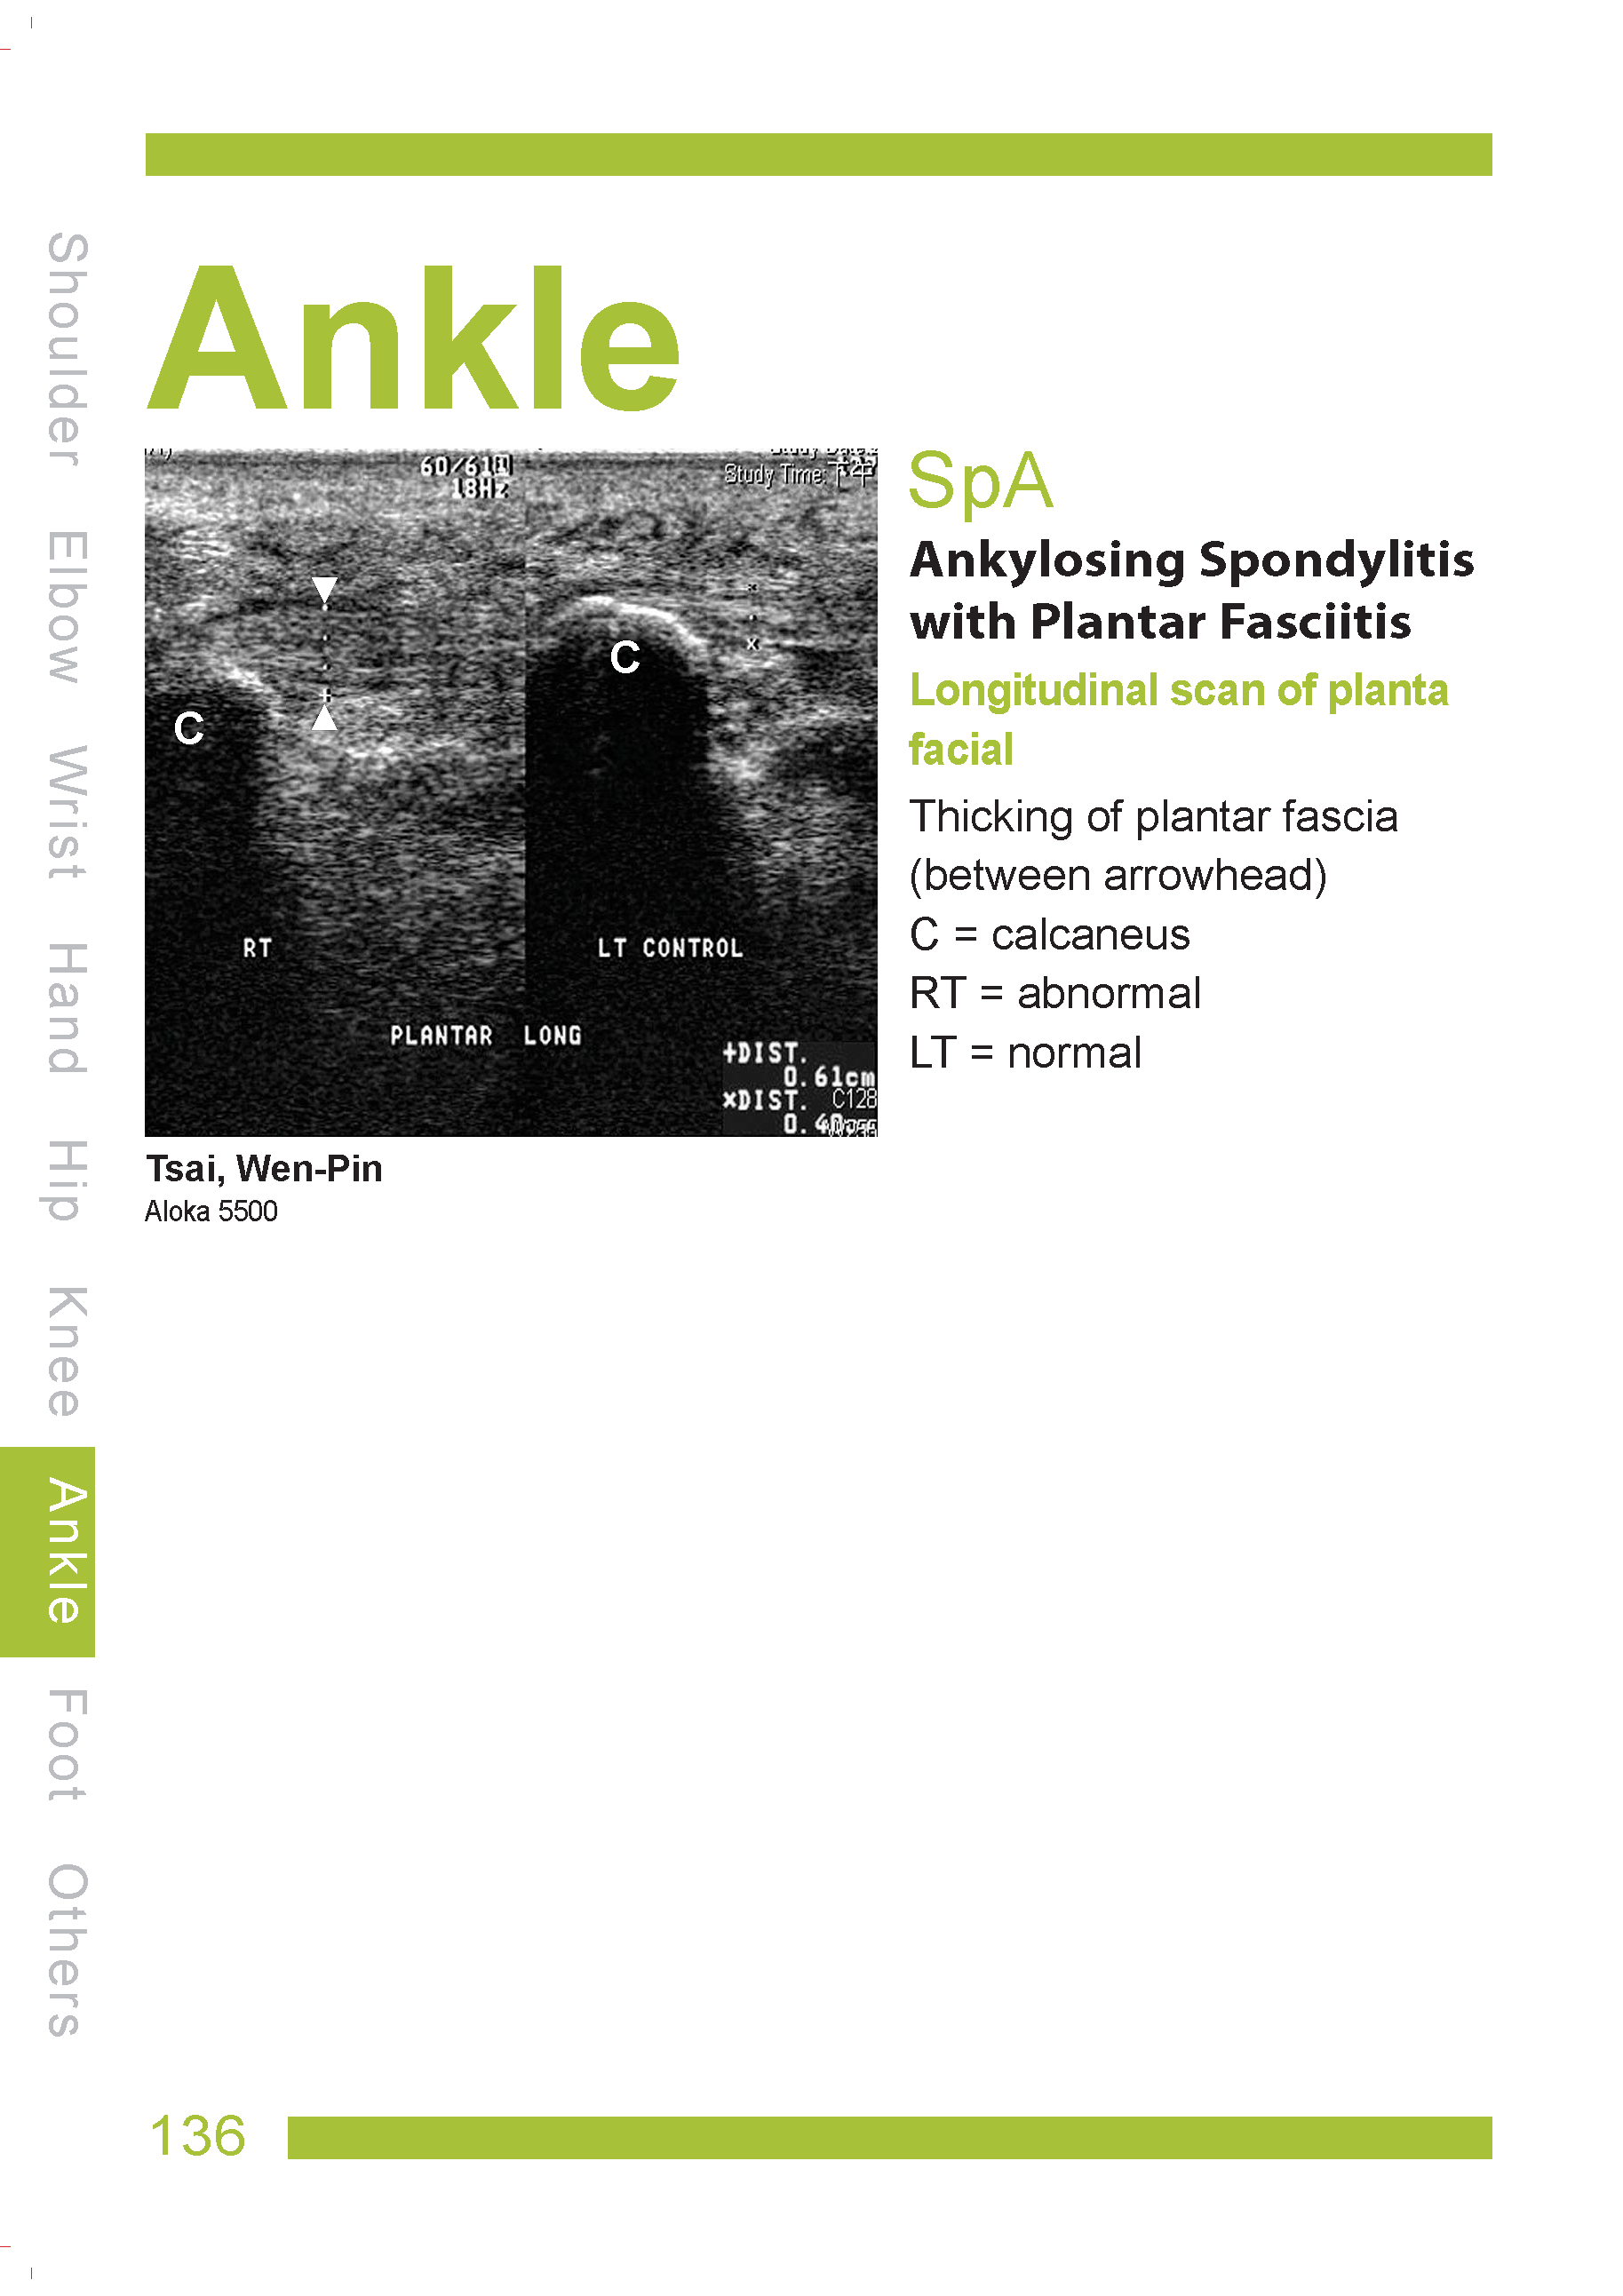 Shoulder
Elbow
Wrist
Hand
Hip
Knee
Ankle
Foot
Others
Ankle
60/61
18Hz
Study Time:下午
C
C
RT
LT CONTROL
PLANTAR LONG
+DIST.
0.61cm
×DIST. C128
Tsai, Wen-Pin
Aloka 5500
SpA
Ankylosing Spondylitis
with Plantar Fasciitis
Longitudinal scan of planta
facial
Thicking of plantar fascia
(between arrowhead)
C = calcaneus
RT = abnormal
LT = normal
136